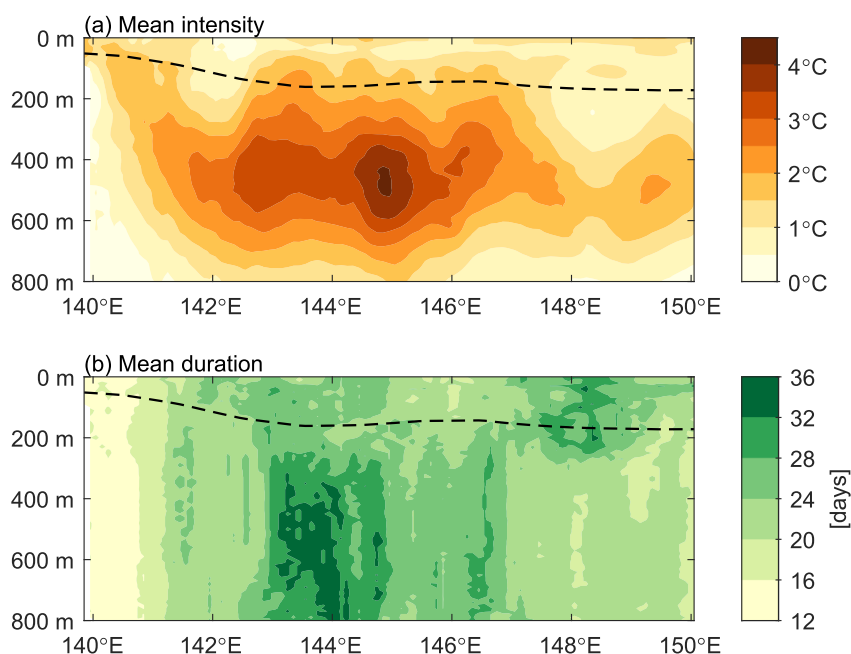 (a) Mean intensity
0 m
200 m
400 m
600 m
800 m
140°E 142°E 144°E 146°E 148°E 150°E
4°C
3°C
2°C
1°C
0°C
(b) Mean duration
0 m
200 m
400 m
600 m
800 m
140°E 142°E 144°E 146°E 148°E 150°E
36
32
28
24
20
16
12
[days]